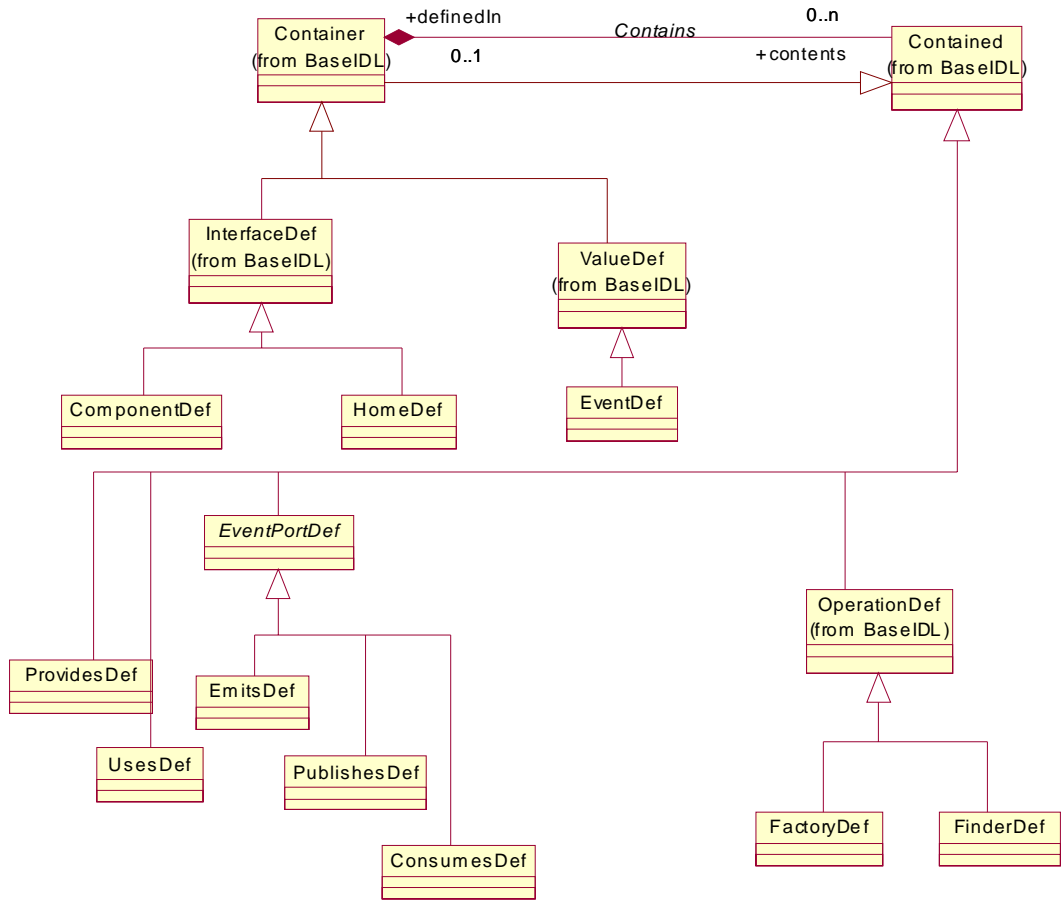 +definedIn
0..n
Container
(from BaseIDL)
Contains
Contained
(from BaseIDL)
0..1
+contents
InterfaceDef
(from BaseIDL)
ValueDef
(from BaseIDL)
ComponentDef
HomeDef
EventDef
EventPortDef
OperationDef
(from BaseIDL)
ProvidesDef
EmitsDef
UsesDef
PublishesDef
FactoryDef
FinderDef
ConsumesDef